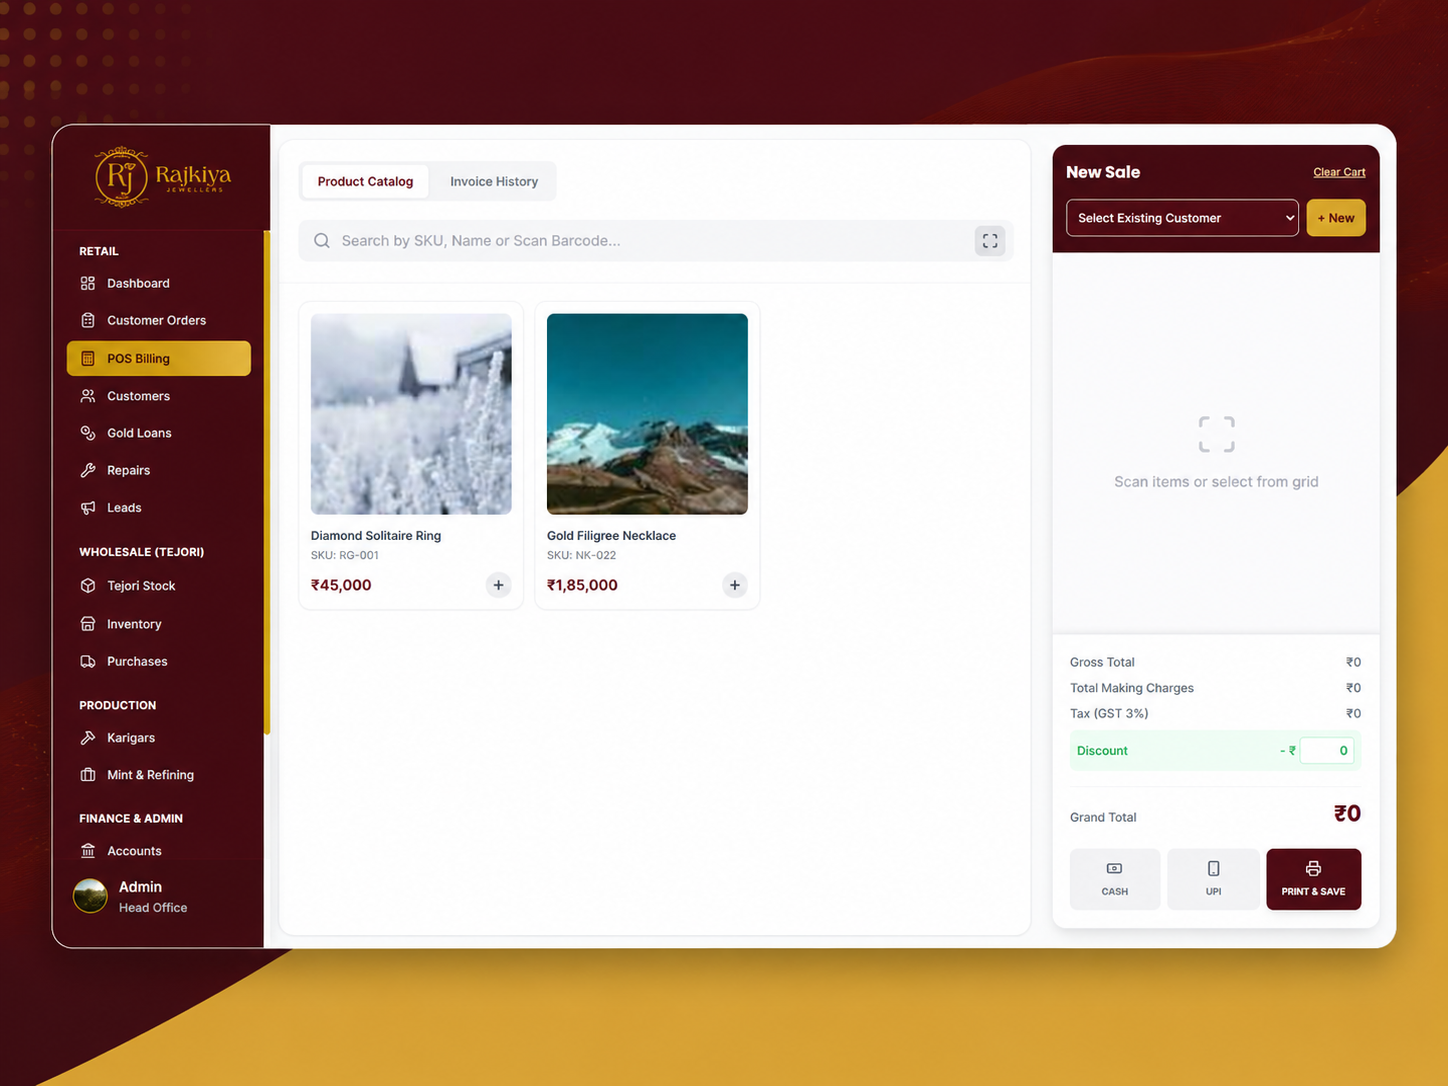 Rj Rajkiya
JEWELLERS
RETAIL
Dashboard
Customer Orders
POS Billing
Customers
Gold Loans
Repairs
Leads
WHOLESALE (TEJORI)
Tejori Stock
Inventory
Purchases
PRODUCTION
Karigars
Mint & Refining
FINANCE & ADMIN
Accounts
Admin
Head Office
Product Catalog
Invoice History
Search by SKU, Name or Scan Barcode...
Diamond Solitaire Ring
SKU: RG-001
₹45,000
+
Gold Filigree Necklace
SKU: NK-022
₹1,85,000
+
New Sale
Clear Cart
Select Existing Customer
+ New
Scan items or select from grid
Gross Total ₹0
Total Making Charges ₹0
Tax (GST 3%) ₹0
Discount - ₹ 0
Grand Total ₹0
CASH
UPI
PRINT & SAVE